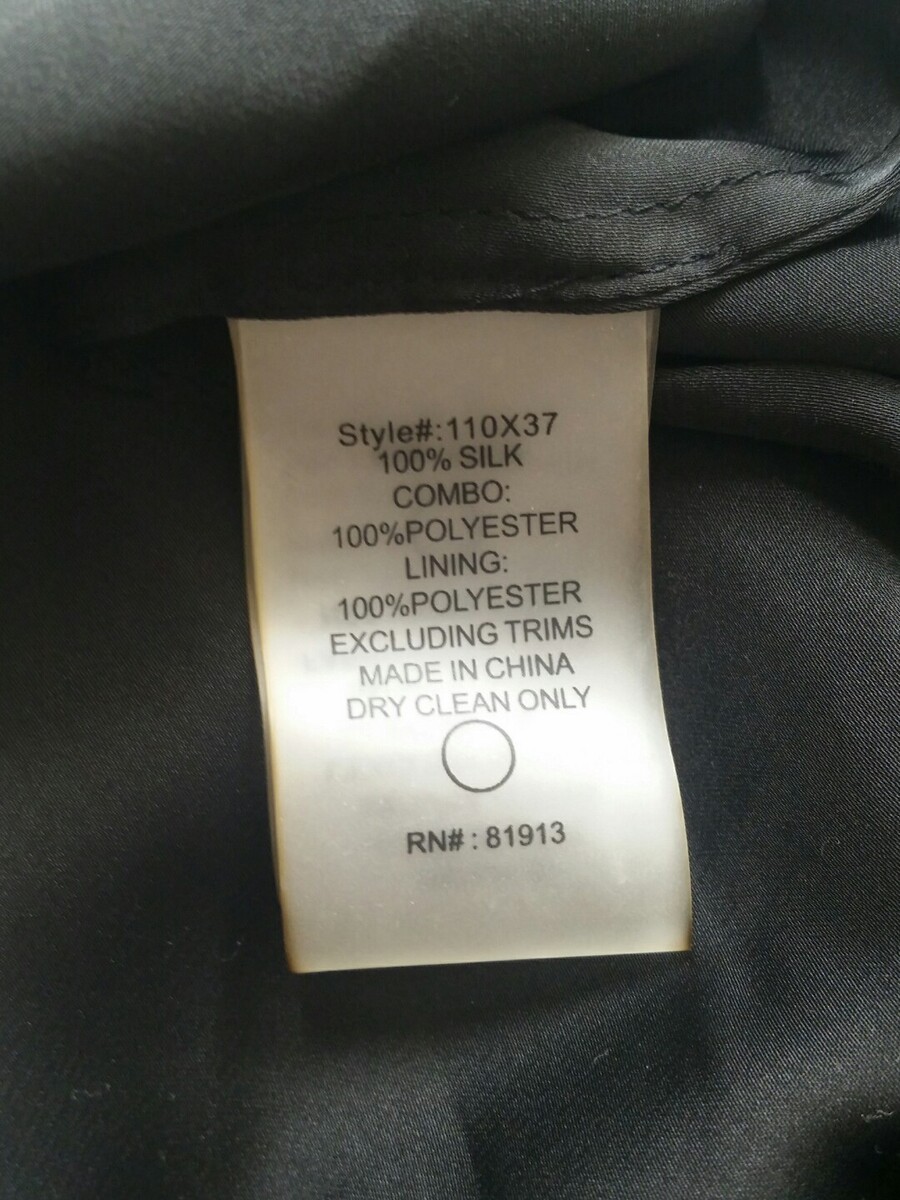 Style#:110X37
100% SILK
COMBO:
100%POLYESTER
LINING:
100%POLYESTER
EXCLUDING TRIMS
MADE IN CHINA
DRY CLEAN ONLY
RN# : 81913